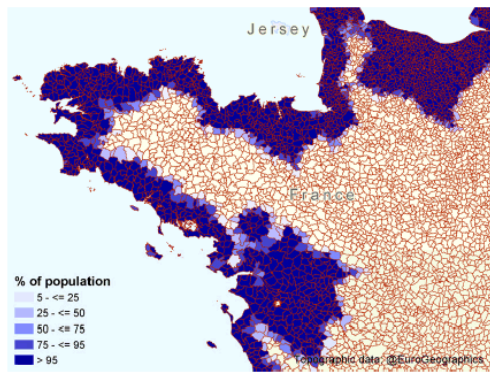 Jersey
France
% of population
5 - <= 25
25 - <= 50
50 - <= 75
75 - <= 95
> 95
Topographic data: @EuroGeographics